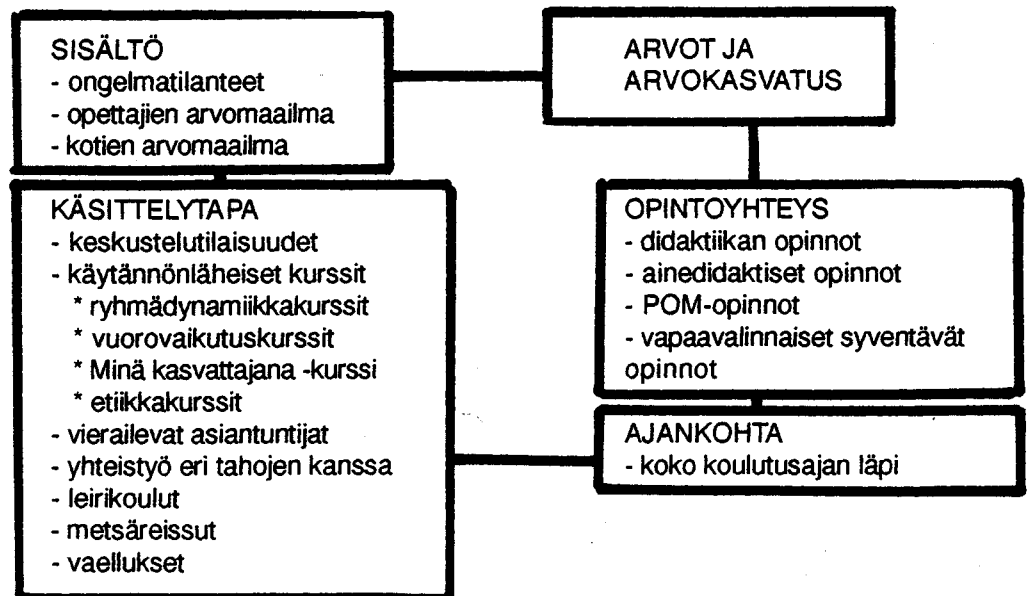 SISÄLTÖ
- ongelmatilanteet
- opettajien arvomaailma
- kotien arvomaailma
ARVOT JA
ARVOKASVATUS
KÄSITTELYTAPA
- keskustelutilaisuudet
- käytännönläheiset kurssit
* ryhmädynamiikkakurssit
* vuorovaikutuskurssit
* Minä kasvattajana -kurssi
* etiikkakurssit
- vierailevat asiantuntijat
- yhteistyö eri tahojen kanssa
- leirikoulut
- metsäreissut
- vaellukset
OPINTOYHTEYS
- didaktiikan opinnot
- ainedidaktiset opinnot
- POM-opinnot
- vapaavalinnaiset syventävät
opinnot
AJANKOHTA
- koko koulutusajan läpi